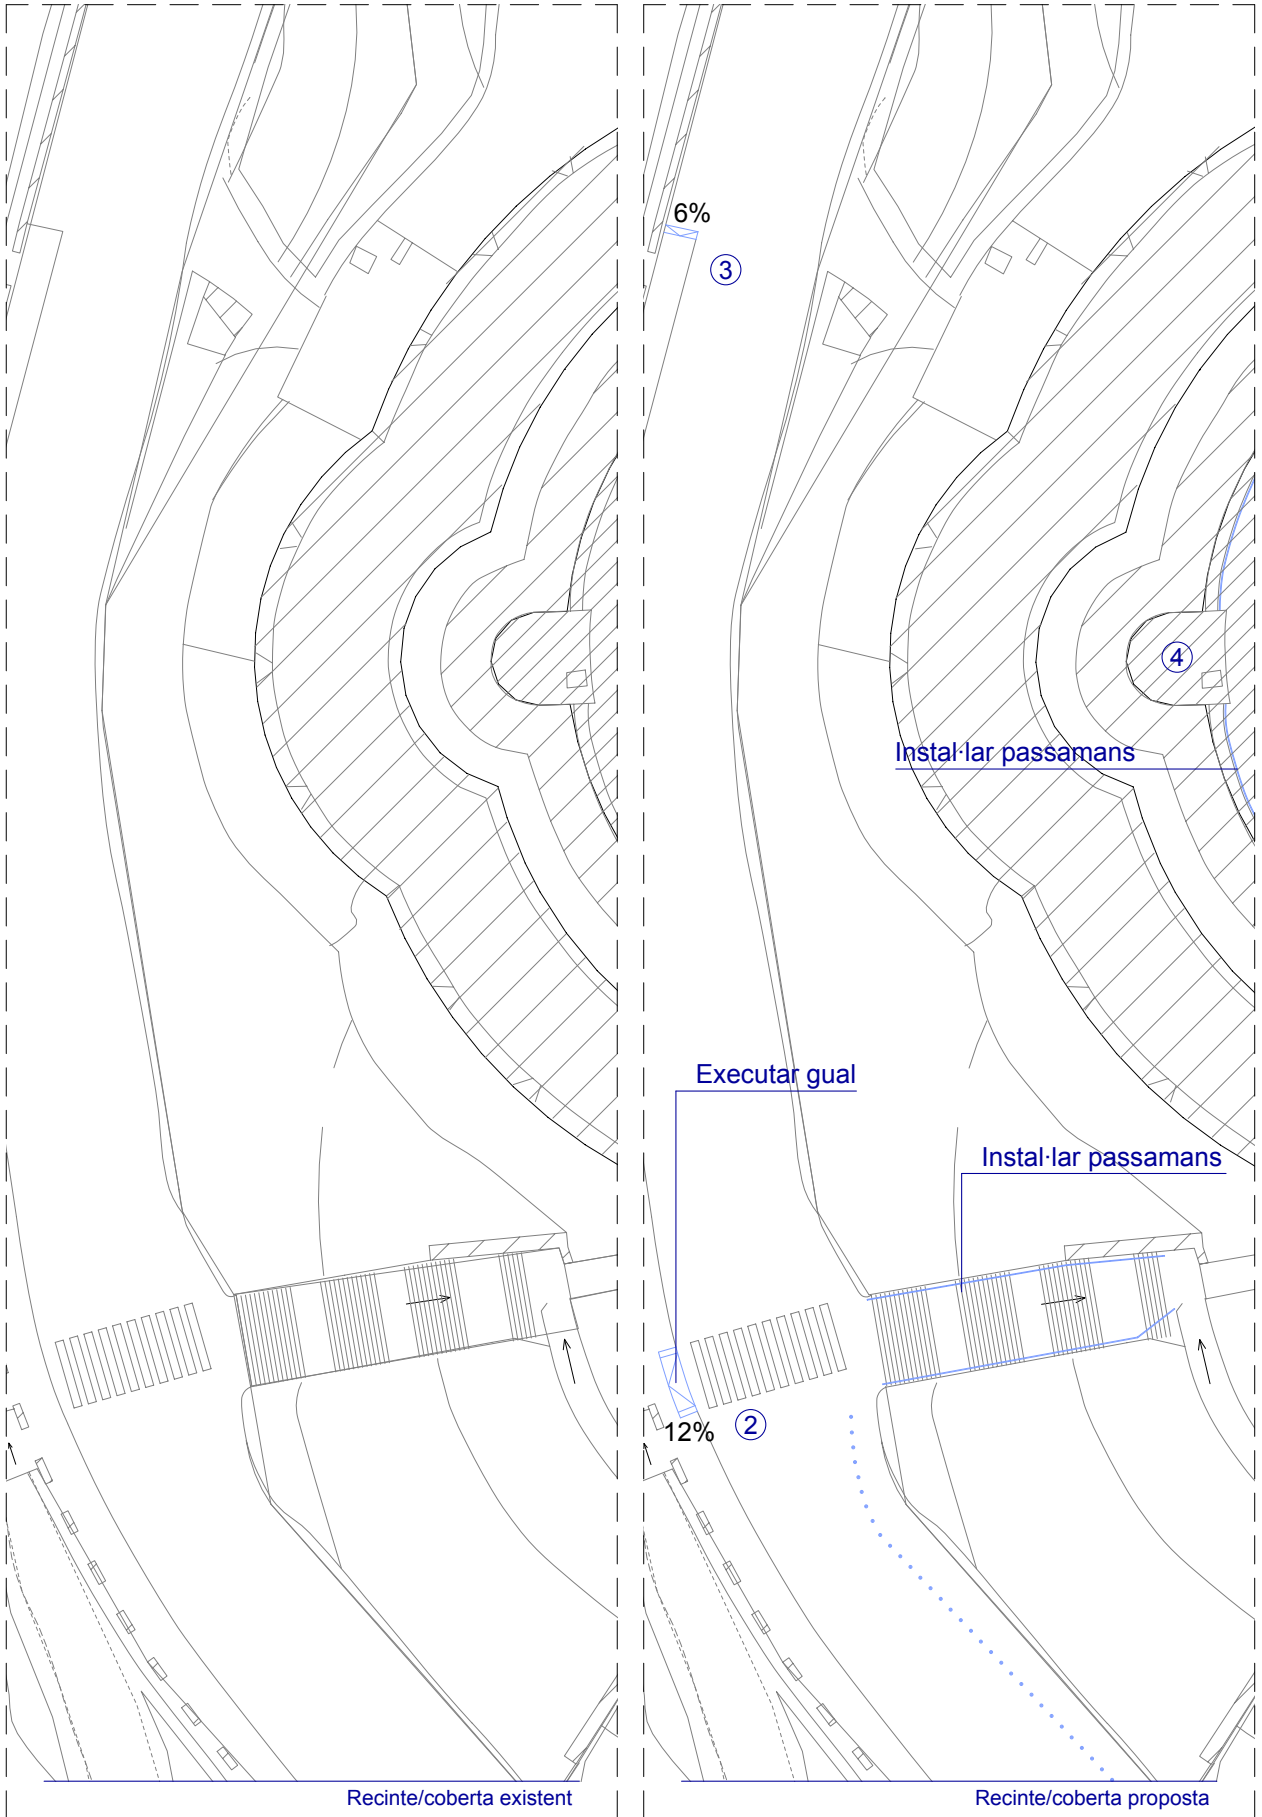 6%
③
④
Instal·lar passamans
Executar gual
Instal·lar passamans
12%
②
Recinte/coberta existent
Recinte/coberta proposta